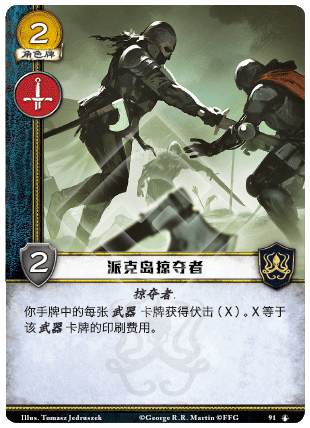 2
角色牌
2
派克岛掠夺者
掠夺者.
你手牌中的每张 武器 卡牌获得伏击（X）。X等于
该 武器 卡牌的印刷费用。
Illus. Tomasz Jedruszek ©George R.R. Martin ©FFG 91